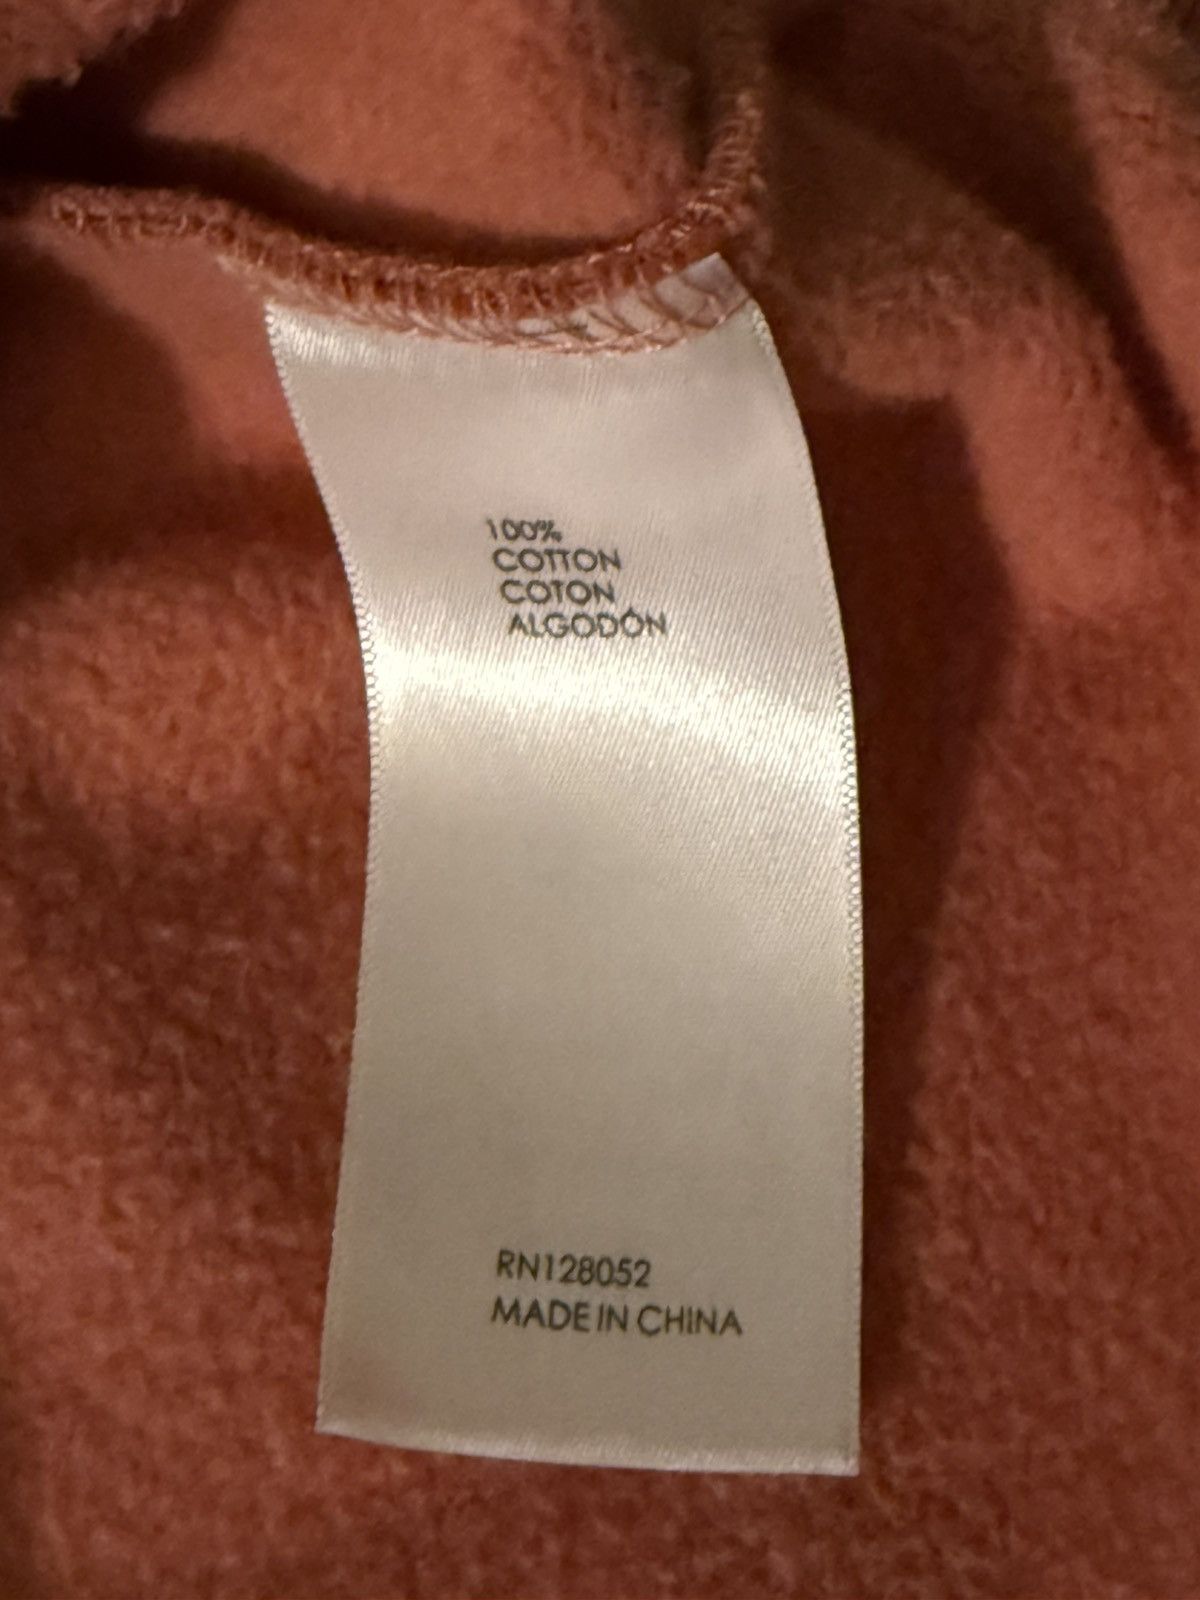 100%
COTTON
COTON
ALGODÓN
RN128052
MADE IN CHINA